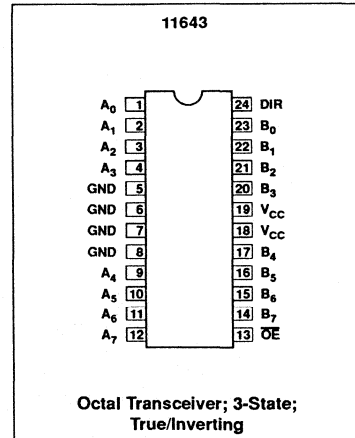 11643
A0 1 24 DIR
A1 2 23 B0
A2 3 22 B1
A3 4 21 B2
GND 5 20 B3
GND 6 19 VCC
GND 7 18 VCC
GND 8 17 B4
A4 9 16 B5
A5 10 15 B6
A6 11 14 B7
A7 12 13 O̅E̅
Octal Transceiver; 3-State;
True/Inverting